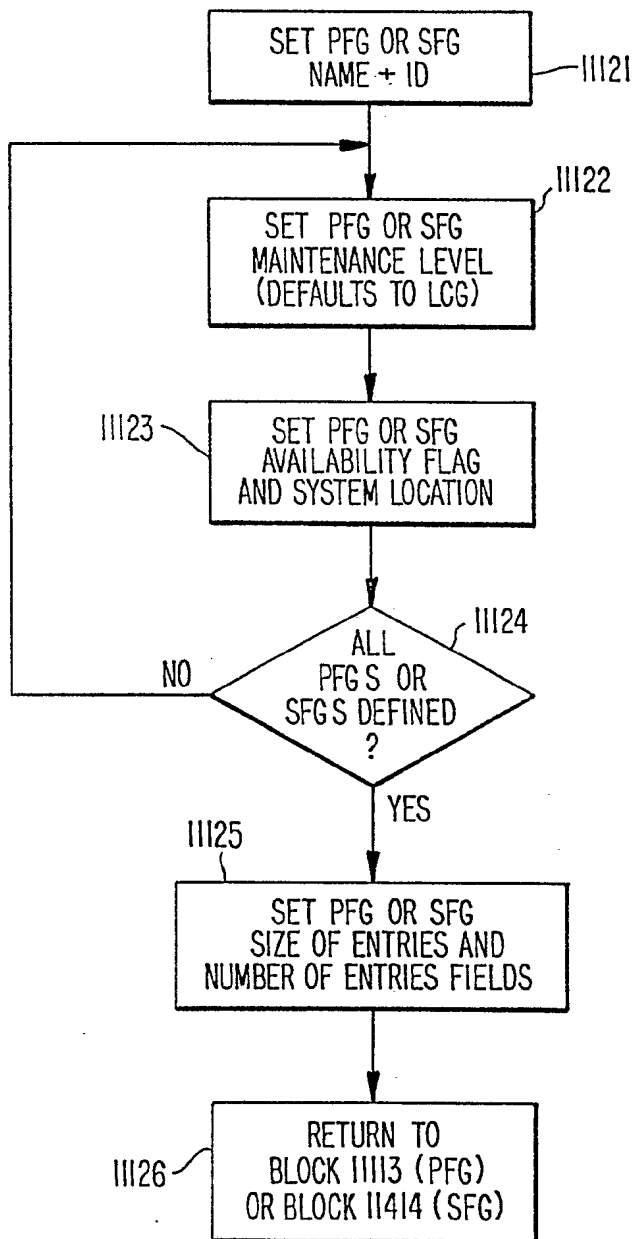 SET PFG OR SFG
NAME + ID
11121
11122
SET PFG OR SFG
MAINTENANCE LEVEL
(DEFAULTS TO LCG)
11123
SET PFG OR SFG
AVAILABILITY FLAG
AND SYSTEM LOCATION
11124
ALL
PFGS OR
SFGS DEFINED
?
NO
YES
11125
SET PFG OR SFG
SIZE OF ENTRIES AND
NUMBER OF ENTRIES FIELDS
11126
RETURN TO
BLOCK 11113 (PFG)
OR BLOCK 11414 (SFG)